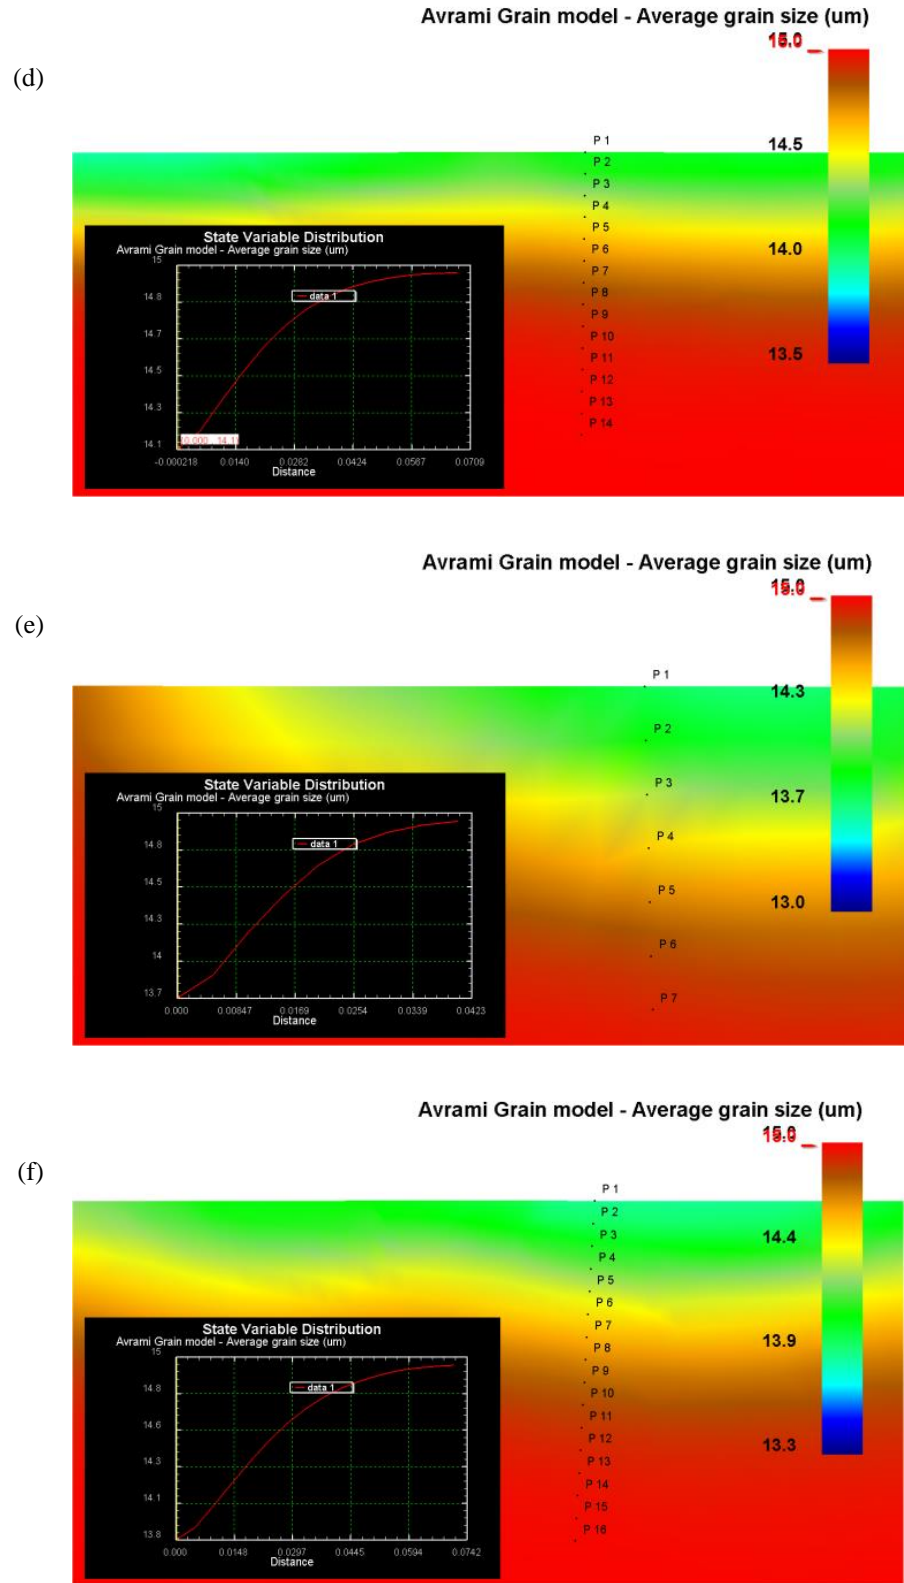 Avrami Grain model - Average grain size (um)
(d)
15.0
14.5
14.0
13.5
P 1
P 2
P 3
P 4
P 5
P 6
P 7
P 8
P 9
P 10
P 11
P 12
P 13
P 14
State Variable Distribution
Avrami Grain model - Average grain size (um)
15
14.8
14.7
14.5
14.3
14.1
data 1
-0.000218 0.0140 0.0282 0.0424 0.0567 0.0709
Distance
Avrami Grain model - Average grain size (um)
(e)
15.0
14.3
13.7
13.0
P 1
P 2
P 3
P 4
P 5
P 6
P 7
State Variable Distribution
Avrami Grain model - Average grain size (um)
15
14.8
14.5
14.3
14
13.7
data 1
0.000 0.00847 0.0169 0.0254 0.0339 0.0423
Distance
Avrami Grain model - Average grain size (um)
(f)
15.0
14.4
13.9
13.3
P 1
P 2
P 3
P 4
P 5
P 6
P 7
P 8
P 9
P 10
P 11
P 12
P 13
P 14
P 15
P 16
State Variable Distribution
Avrami Grain model - Average grain size (um)
15
14.8
14.6
14.3
14.1
13.8
data 1
0.000 0.0148 0.0297 0.0445 0.0594 0.0742
Distance